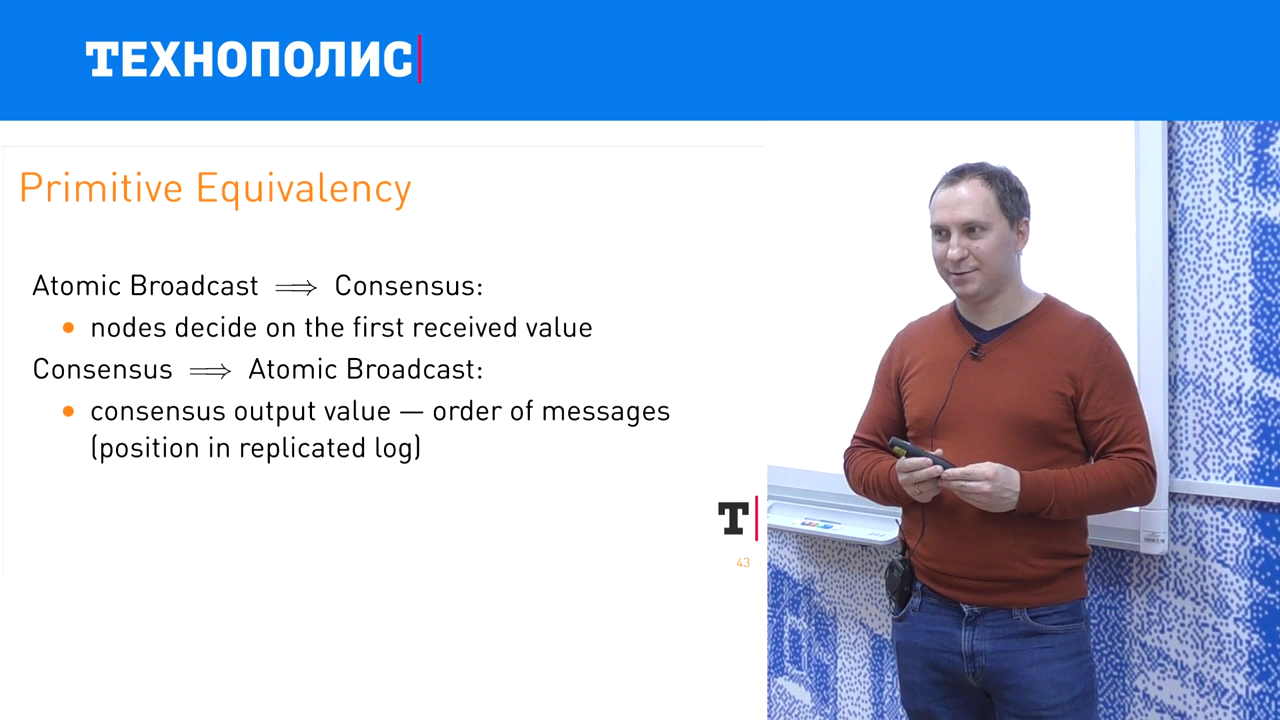 ТЕХНОПОЛИС
Primitive Equivalency
Atomic Broadcast ⟹ Consensus:
• nodes decide on the first received value
Consensus ⟹ Atomic Broadcast:
• consensus output value — order of messages
(position in replicated log)
Т
43